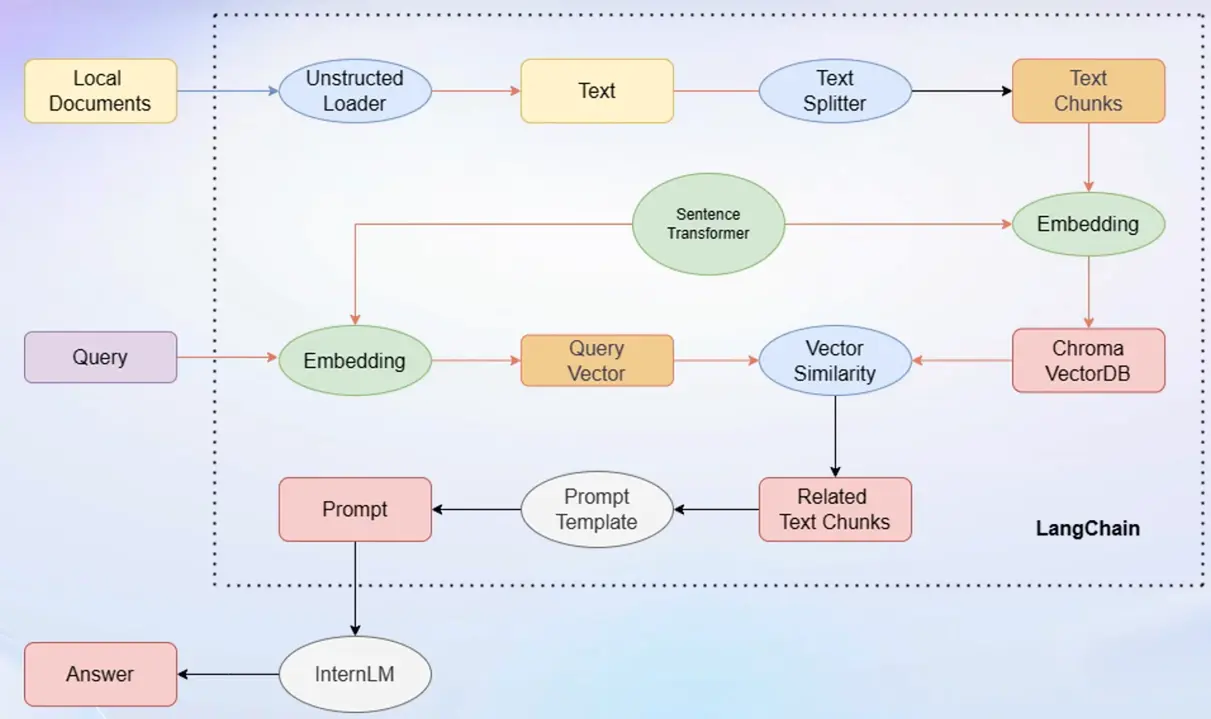 Local
Documents
Unstructed
Loader
Text
Text
Splitter
Text
Chunks
Sentence
Transformer
Embedding
Query
Embedding
Query
Vector
Vector
Similarity
Chroma
VectorDB
Prompt
Prompt
Template
Related
Text Chunks
LangChain
Answer
InternLM